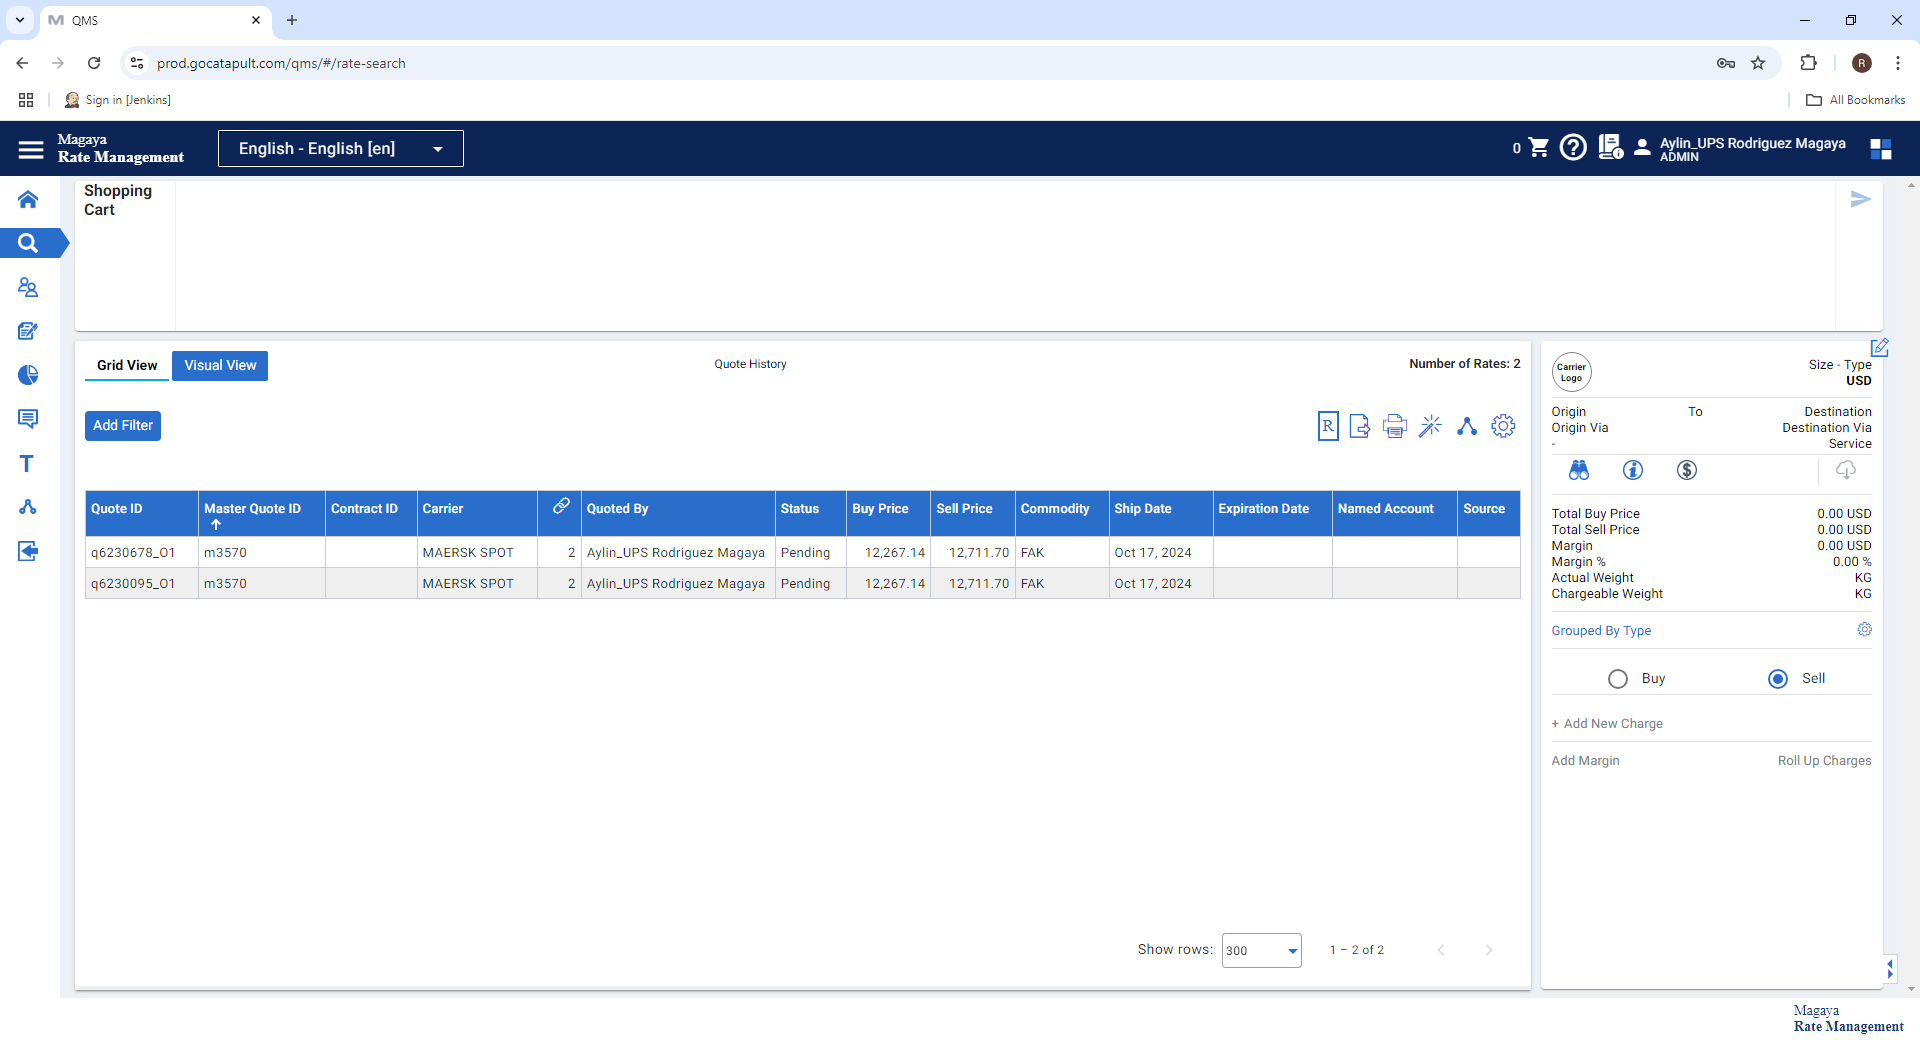 QMS
prod.gocatapult.com/qms/#/rate-search
R
Sign in [Jenkins]
All Bookmarks
Magaya
Rate Management
English - English [en]
0
Aylin_UPS Rodriguez Magaya
ADMIN
Shopping
Cart
Grid View
Visual View
Quote History
Number of Rates: 2
Add Filter
R
Quote ID Master Quote ID Contract ID Carrier Quoted By Status Buy Price Sell Price Commodity Ship Date Expiration Date Named Account Source
q6230678_O1 m3570 MAERSK SPOT 2 Aylin_UPS Rodriguez Magaya Pending 12,267.14 12,711.70 FAK Oct 17, 2024
q6230095_O1 m3570 MAERSK SPOT 2 Aylin_UPS Rodriguez Magaya Pending 12,267.14 12,711.70 FAK Oct 17, 2024
Show rows: 300 1 – 2 of 2
Carrier
Logo
Size - Type
USD
Origin To Destination
Origin Via Destination Via
- Service
Total Buy Price 0.00 USD
Total Sell Price 0.00 USD
Margin 0.00 USD
Margin % 0.00 %
Actual Weight KG
Chargeable Weight KG
Grouped By Type
Buy Sell
+ Add New Charge
Add Margin Roll Up Charges
T
Magaya
Rate Management